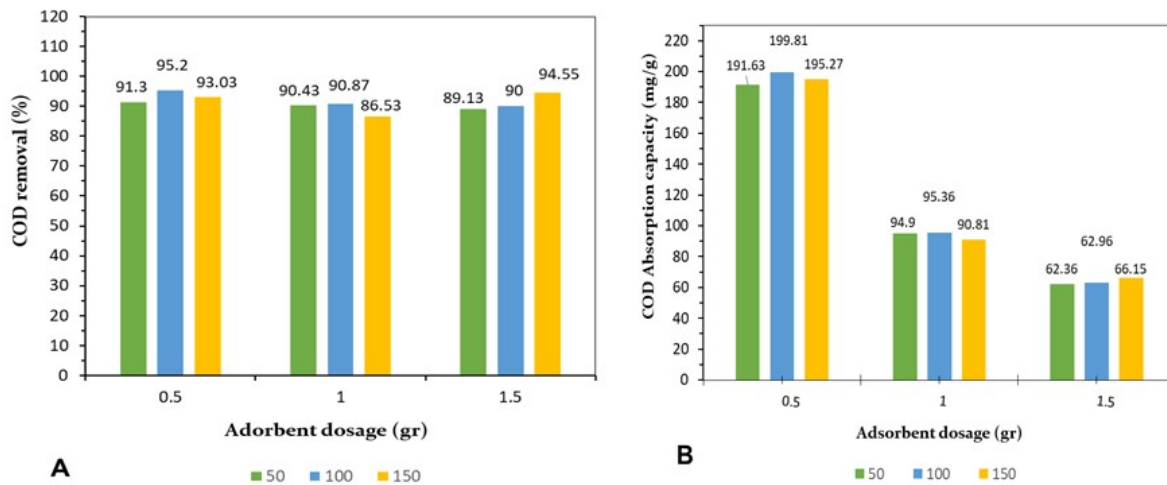 120
110
100
90
80
70
60
50
40
30
20
10
0
COD removal (%)
91.3 95.2 93.03
90.43 90.87 86.53
89.13 90 94.55
0.5 1 1.5
Adorbent dosage (gr)
A
50 100 150
220
200
180
160
140
120
100
80
60
40
20
0
COD Absorption capacity (mg/g)
191.63 199.81 195.27
94.9 95.36 90.81
62.36 62.96 66.15
0.5 1 1.5
Adsorbent dosage (gr)
B
50 100 150